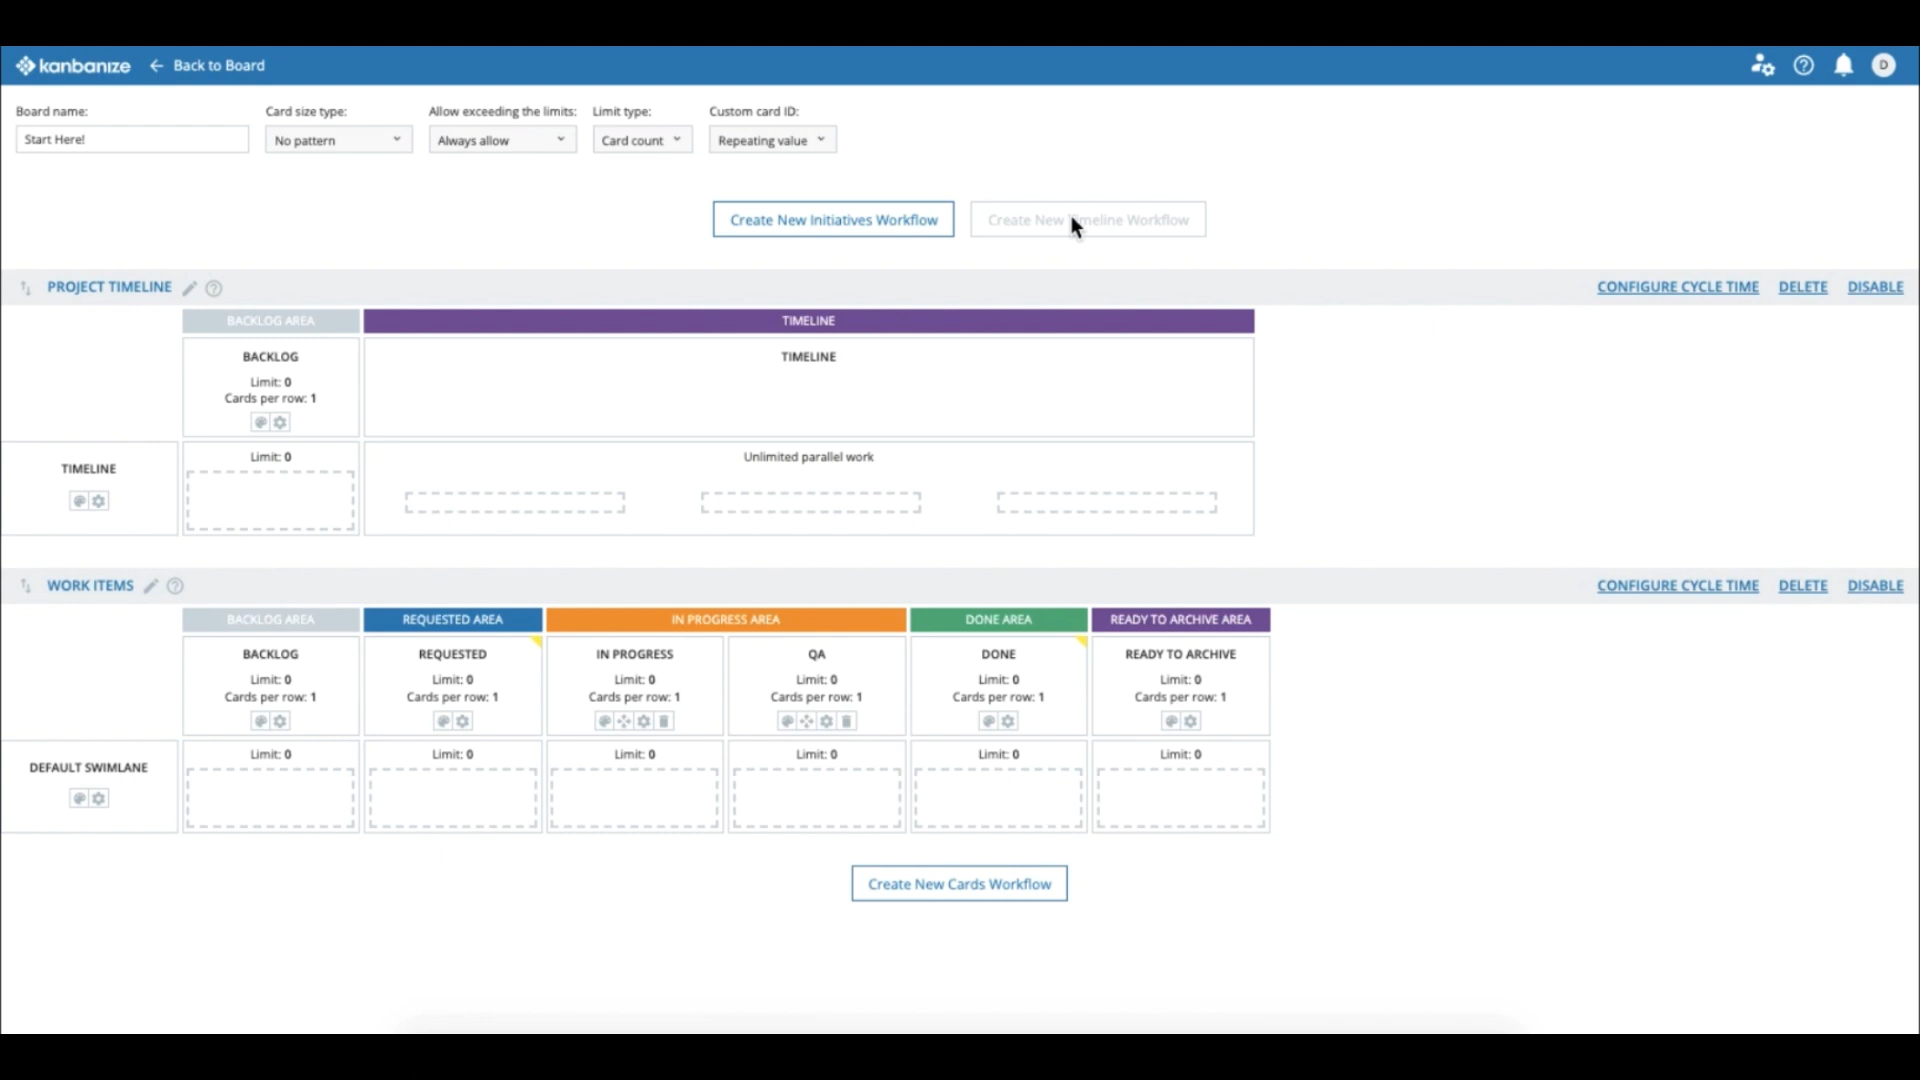 kanbanize
Back to Board
D
Board name:
Card size type:
Allow exceeding the limits:
Limit type:
Custom card ID:
Start Here!
No pattern
Always allow
Card count
Repeating value
Create New Initiatives Workflow
Create New Timeline Workflow
PROJECT TIMELINE
CONFIGURE CYCLE TIME
DELETE
DISABLE
BACKLOG AREA
TIMELINE
BACKLOG
Limit: 0
Cards per row: 1
TIMELINE
TIMELINE
Limit: 0
Unlimited parallel work
WORK ITEMS
CONFIGURE CYCLE TIME
DELETE
DISABLE
BACKLOG AREA
REQUESTED AREA
IN PROGRESS AREA
DONE AREA
READY TO ARCHIVE AREA
BACKLOG
Limit: 0
Cards per row: 1
REQUESTED
Limit: 0
Cards per row: 1
IN PROGRESS
Limit: 0
Cards per row: 1
QA
Limit: 0
Cards per row: 1
DONE
Limit: 0
Cards per row: 1
READY TO ARCHIVE
Limit: 0
Cards per row: 1
DEFAULT SWIMLANE
Limit: 0
Limit: 0
Limit: 0
Limit: 0
Limit: 0
Limit: 0
Create New Cards Workflow